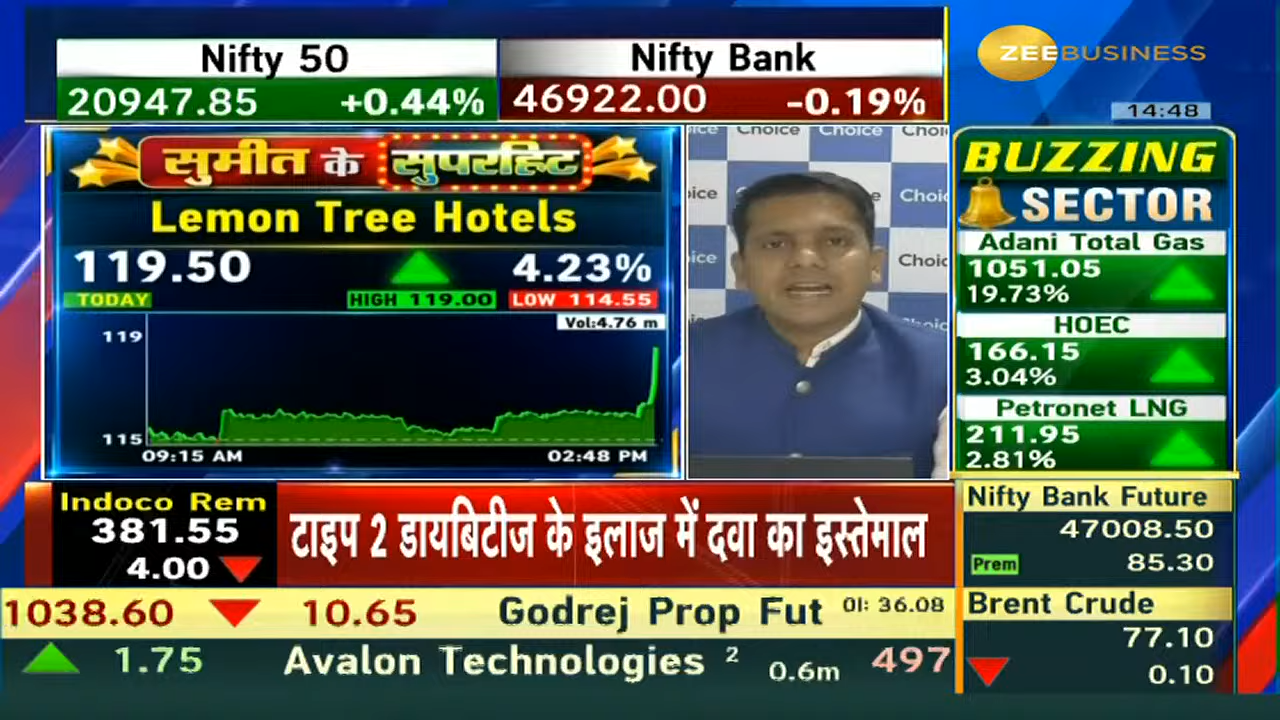 Nifty 50
20947.85 +0.44%
Nifty Bank
46922.00 -0.19%
ZEEBUSINESS
14:48
सुमीत के सुपरहिट
Lemon Tree Hotels
119.50 4.23%
TODAY HIGH 119.00 LOW 114.55
Vol:4.76 m
119
115
09:15 AM 02:48 PM
Choice Choice
Choice
BUZZING
SECTOR
Adani Total Gas
1051.05
19.73%
HOEC
166.15
3.04%
Petronet LNG
211.95
2.81%
Indoco Rem
381.55
4.00
टाइप 2 डायबिटीज के इलाज में दवा का इस्तेमाल
Nifty Bank Future
47008.50
Prem 85.30
Brent Crude
77.10
0.10
1038.60 10.65 Godrej Prop Fut OI: 36.08
1.75 Avalon Technologies 2 0.6m 497